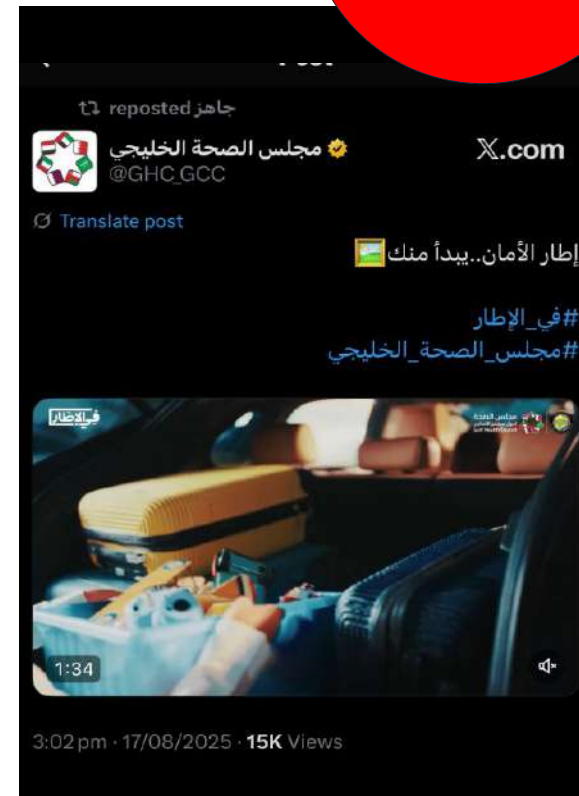 جاهز reposted
مجلس الصحة الخليجي
@GHC_GCC
X.com
Translate post
إطار الأمان..يبدأ منك
#في_الإطار
#مجلس_الصحة_الخليجي
في الإطار
1:34
3:02 pm · 17/08/2025 · 15K Views